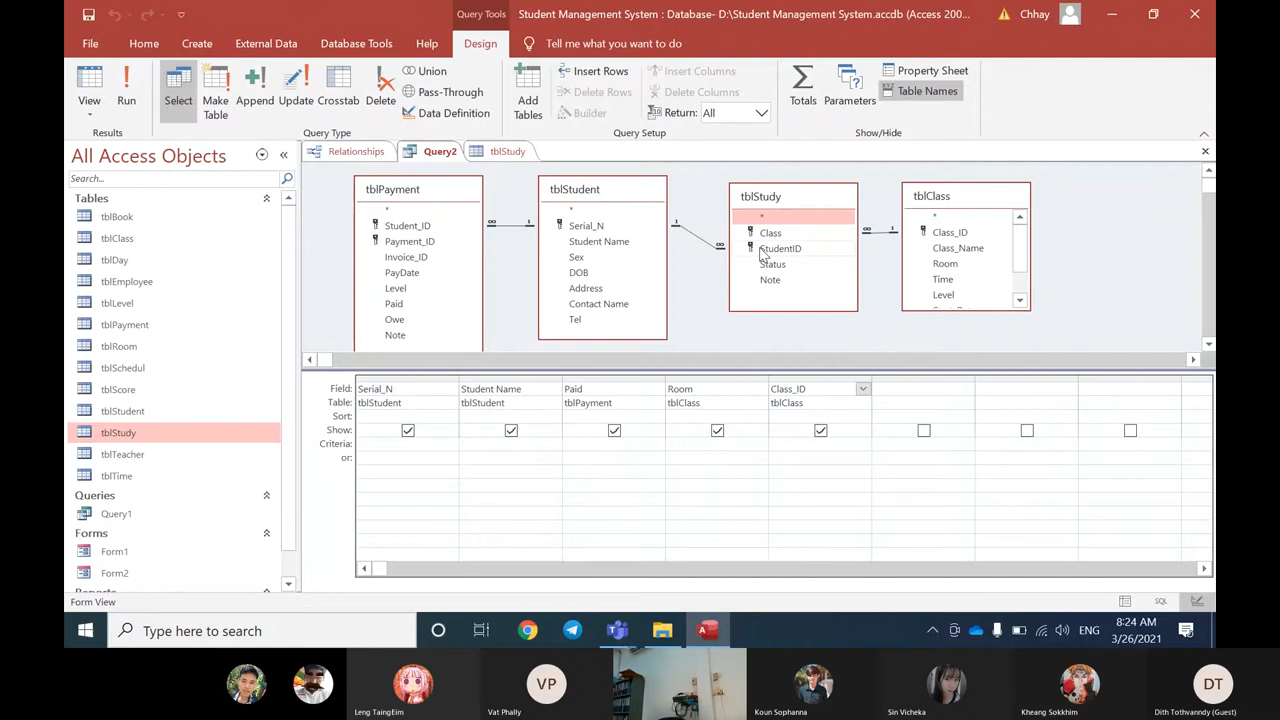 Query Tools
Student Management System : Database- D:\Student Management System.accdb (Access 200...
Chhay
File
Home
Create
External Data
Database Tools
Help
Design
Tell me what you want to do
View
Run
Results
Select
Make Table
Append
Update
Crosstab
Delete
Union
Pass-Through
Data Definition
Query Type
Add Tables
Insert Rows
Delete Rows
Builder
Insert Columns
Delete Columns
Return: All
Query Setup
Totals
Parameters
Property Sheet
Table Names
Show/Hide
All Access Objects
Search...
Tables
tblBook
tblClass
tblDay
tblEmployee
tblLevel
tblPayment
tblRoom
tblSchedul
tblScore
tblStudent
tblStudy
tblTeacher
tblTime
Queries
Query1
Forms
Form1
Form2
Relationships
Query2
tblStudy
tblPayment
*
Student_ID
Payment_ID
Invoice_ID
PayDate
Level
Paid
Owe
Note
∞ 1
tblStudent
*
Serial_N
Student Name
Sex
DOB
Address
Contact Name
Tel
1 ∞
tblStudy
*
Class
StudentID
Status
Note
∞ 1
tblClass
*
Class_ID
Class_Name
Room
Time
Level
Field: Serial_N Student Name Paid Room Class_ID
Table: tblStudent tblStudent tblPayment tblClass tblClass
Sort:
Show:
Criteria:
or:
Form View
SQL
Type here to search
ENG
8:24 AM
3/26/2021
Leng TaingEim
VP
Vat Phally
Koun Sophanna
Sin Vicheka
Kheang Sokkhim
DT
Dith Tothvanndy (Guest)